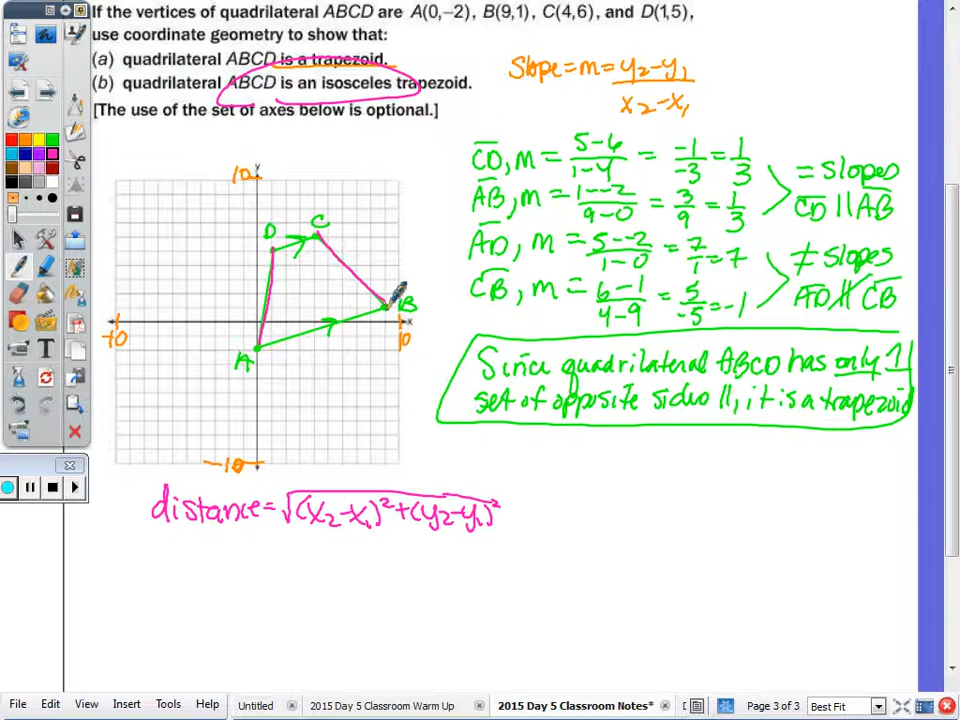 If the vertices of quadrilateral ABCD are A(0,−2), B(9,1), C(4,6), and D(1,5),
use coordinate geometry to show that:
(a) quadrilateral ABCD is a trapezoid.
(b) quadrilateral ABCD is an isosceles trapezoid.
[The use of the set of axes below is optional.]
Slope = m = y2−y1 / x2−x1
CD, m = 5−6 / 1−4 = −1/−3 = 1/3
AB, m = 1−−2 / 9−0 = 3/9 = 1/3
= slopes
CD ∥ AB
AD, m = 5−−2 / 1−0 = 7/1 = 7
CB, m = 6−1 / 4−9 = 5/−5 = −1
≠ slopes
AD ∦ CB
Since quadrilateral ABCD has only 1
set of opposite sides ∥, it is a trapezoid
10
D
C
B
x
−10
10
A
−10
distance = √(x2−x1)²+(y2−y1)²
File Edit View Insert Tools Help
Untitled
2015 Day 5 Classroom Warm Up
2015 Day 5 Classroom Notes*
Page 3 of 3
Best Fit